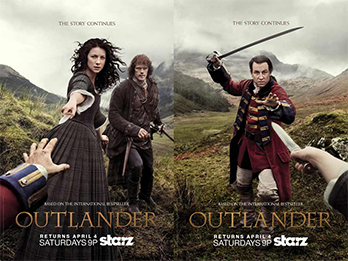 THE STORY CONTINUES
BASED ON THE INTERNATIONAL BESTSELLER
OUTLANDER
RETURNS APRIL 4
SATURDAYS 9P starz
THE STORY CONTINUES
BASED ON THE INTERNATIONAL BESTSELLER
OUTLANDER
RETURNS APRIL 4
SATURDAYS 9P starz